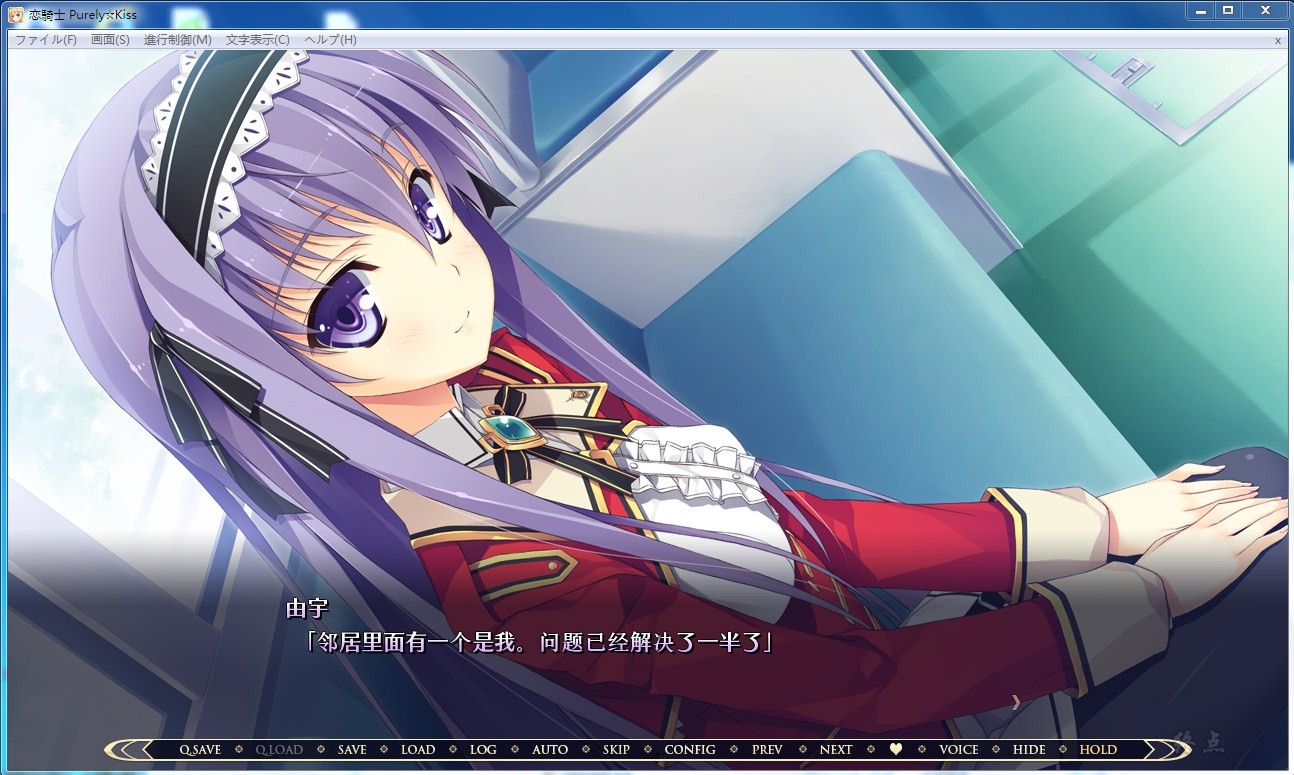 恋騎士 Purely☆Kiss
ファイル(F) 画面(S) 進行制御(M) 文字表示(C) ヘルプ(H)
由宇
「邻居里面有一个是我。问题已经解决了一半了」
终点
Q.SAVE Q.LOAD SAVE LOAD LOG AUTO SKIP CONFIG PREV NEXT VOICE HIDE HOLD